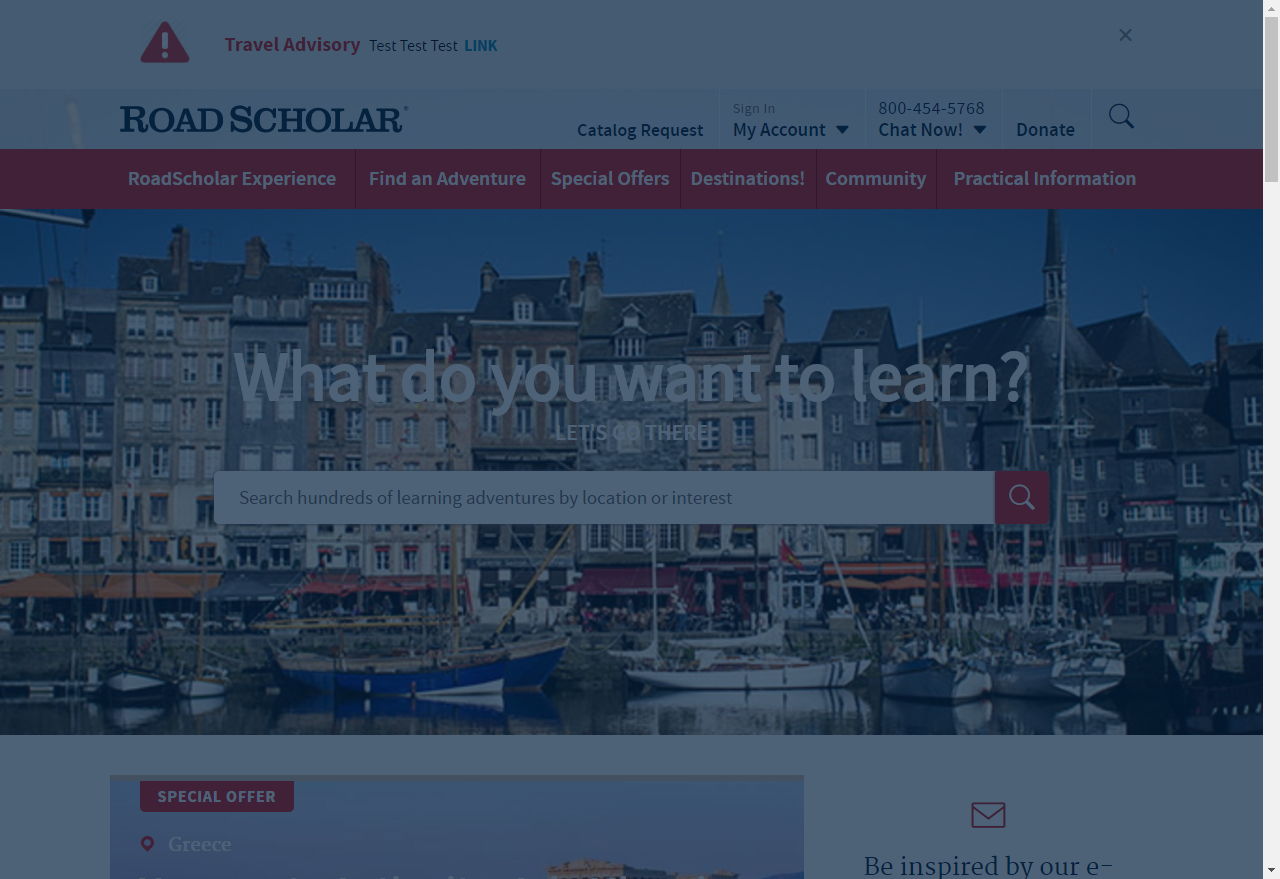 Travel Advisory Test Test Test LINK
ROAD SCHOLAR®
Catalog Request
Sign In
My Account
800-454-5768
Chat Now!
Donate
RoadScholar Experience
Find an Adventure
Special Offers
Destinations!
Community
Practical Information
What do you want to learn?
LET'S GO THERE
Search hundreds of learning adventures by location or interest
SPECIAL OFFER
Greece
Be inspired by our e-